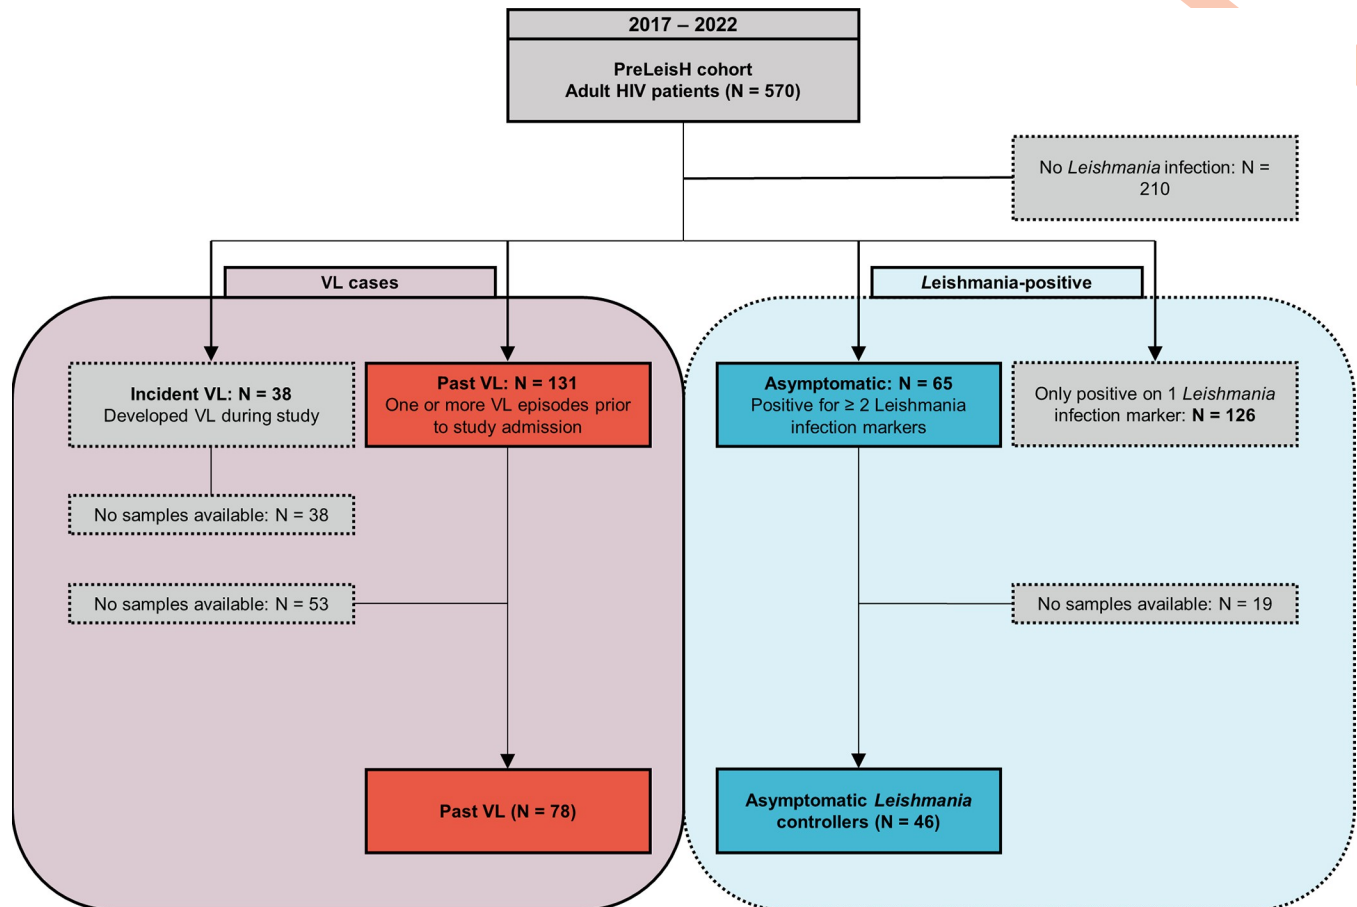 2017 – 2022
PreLeisH cohort
Adult HIV patients (N = 570)
No Leishmania infection: N =
210
VL cases
Leishmania-positive
Incident VL: N = 38
Developed VL during study
Past VL: N = 131
One or more VL episodes prior
to study admission
Asymptomatic: N = 65
Positive for ≥ 2 Leishmania
infection markers
Only positive on 1 Leishmania
infection marker: N = 126
No samples available: N = 38
No samples available: N = 53
No samples available: N = 19
Past VL (N = 78)
Asymptomatic Leishmania
controllers (N = 46)